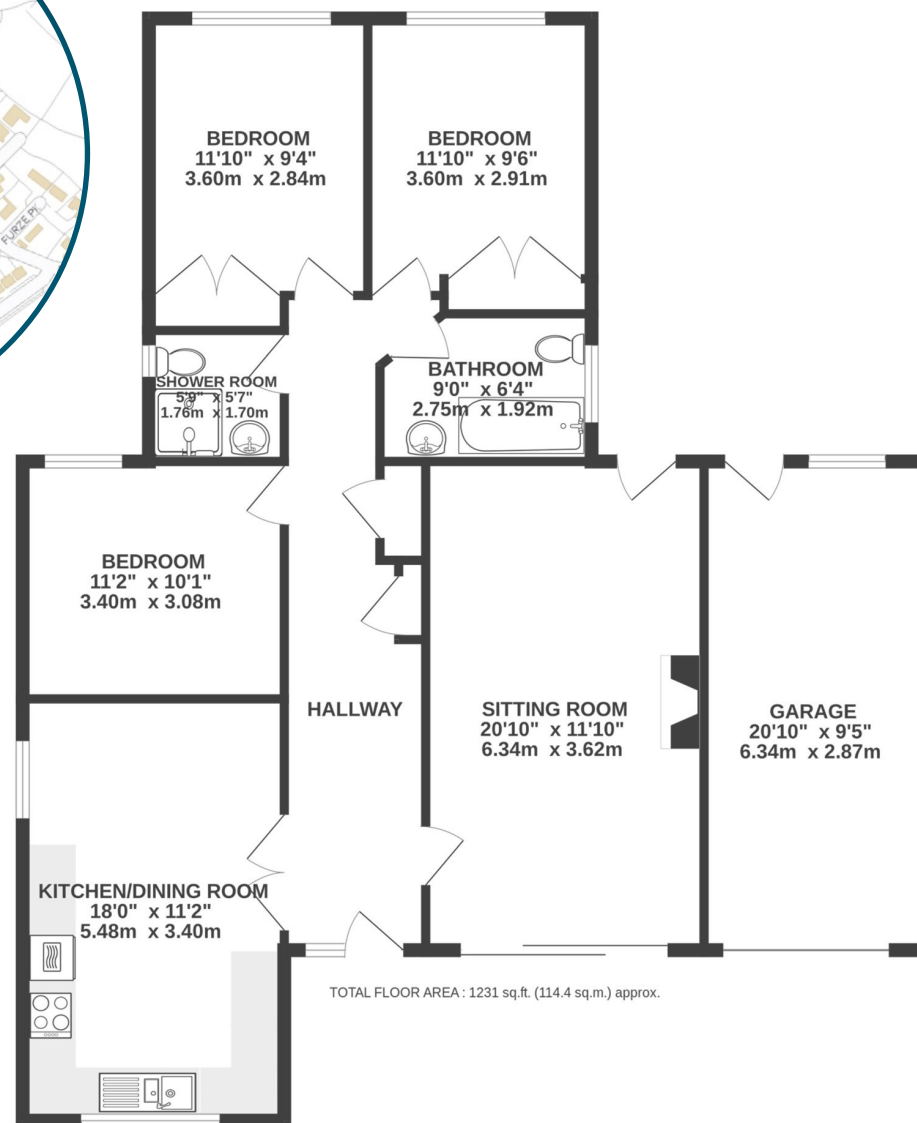 FURZE PL
BEDROOM
11'10" x 9'4"
3.60m x 2.84m
BEDROOM
11'10" x 9'6"
3.60m x 2.91m
SHOWER ROOM
5'9" x 5'7"
1.76m x 1.70m
BATHROOM
9'0" x 6'4"
2.75m x 1.92m
BEDROOM
11'2" x 10'1"
3.40m x 3.08m
HALLWAY
SITTING ROOM
20'10" x 11'10"
6.34m x 3.62m
GARAGE
20'10" x 9'5"
6.34m x 2.87m
KITCHEN/DINING ROOM
18'0" x 11'2"
5.48m x 3.40m
TOTAL FLOOR AREA : 1231 sq.ft. (114.4 sq.m.) approx.